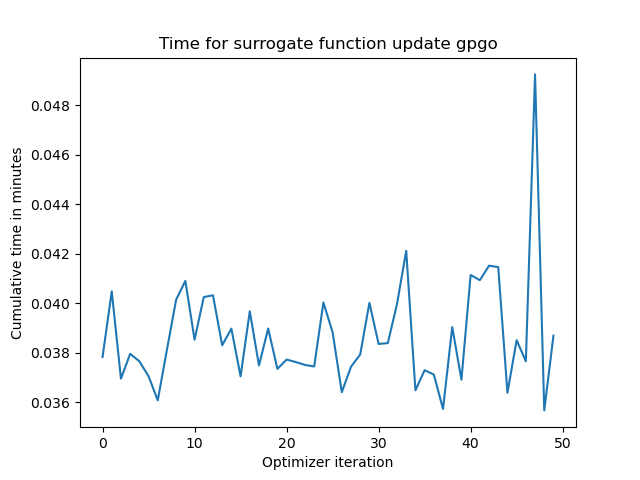 Time for surrogate function update gpgo
0.048
0.046
0.044
0.042
0.040
0.038
0.036
Cumulative time in minutes
0 10 20 30 40 50
Optimizer iteration